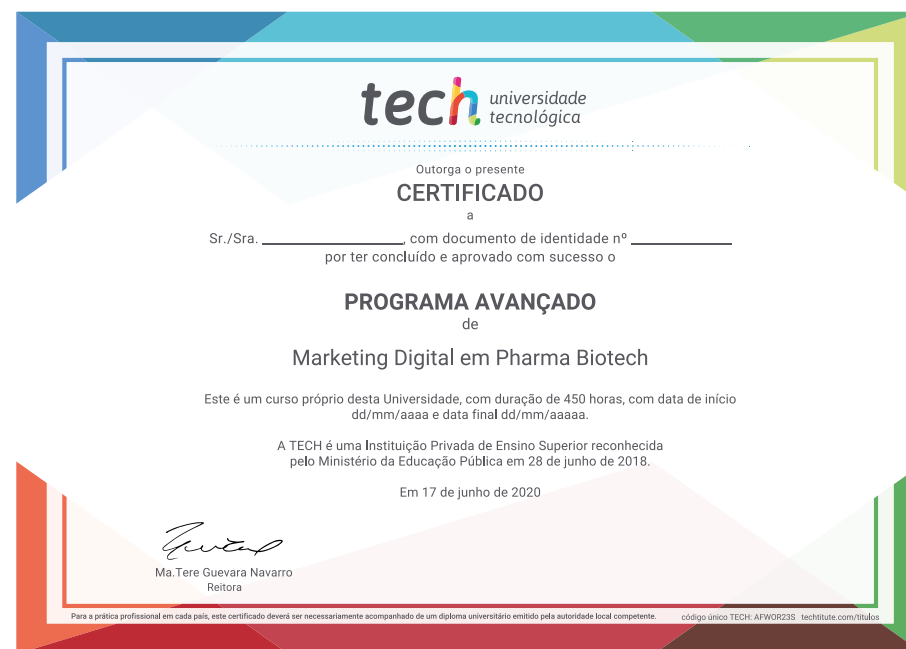 tech universidade
tecnológica
Outorga o presente
CERTIFICADO
a
Sr./Sra. ____________________, com documento de identidade nº ______________
por ter concluído e aprovado com sucesso o
PROGRAMA AVANÇADO
de
Marketing Digital em Pharma Biotech
Este é um curso próprio desta Universidade, com duração de 450 horas, com data de início
dd/mm/aaaa e data final dd/mm/aaaaa.
A TECH é uma Instituição Privada de Ensino Superior reconhecida
pelo Ministério da Educação Pública em 28 de junho de 2018.
Em 17 de junho de 2020
Ma.Tere Guevara Navarro
Reitora
Para a prática profissional em cada país, este certificado deverá ser necessariamente acompanhado de um diploma universitário emitido pela autoridade local competente. código único TECH: AFWOR23S techtitute.com/titulos